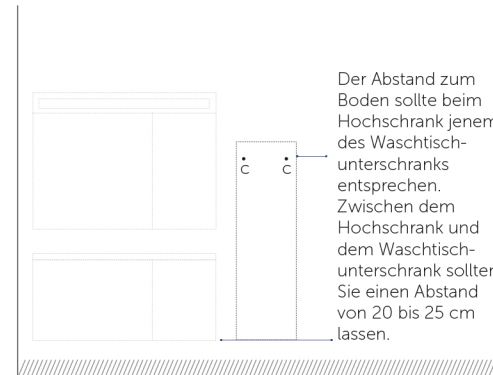 Der Abstand zum
Boden sollte beim
Hochschrank jenem
des Waschtisch-
unterschranks
entsprechen.
Zwischen dem
Hochschrank und
dem Waschtisch-
unterschrank sollten
Sie einen Abstand
von 20 bis 25 cm
lassen.
C C